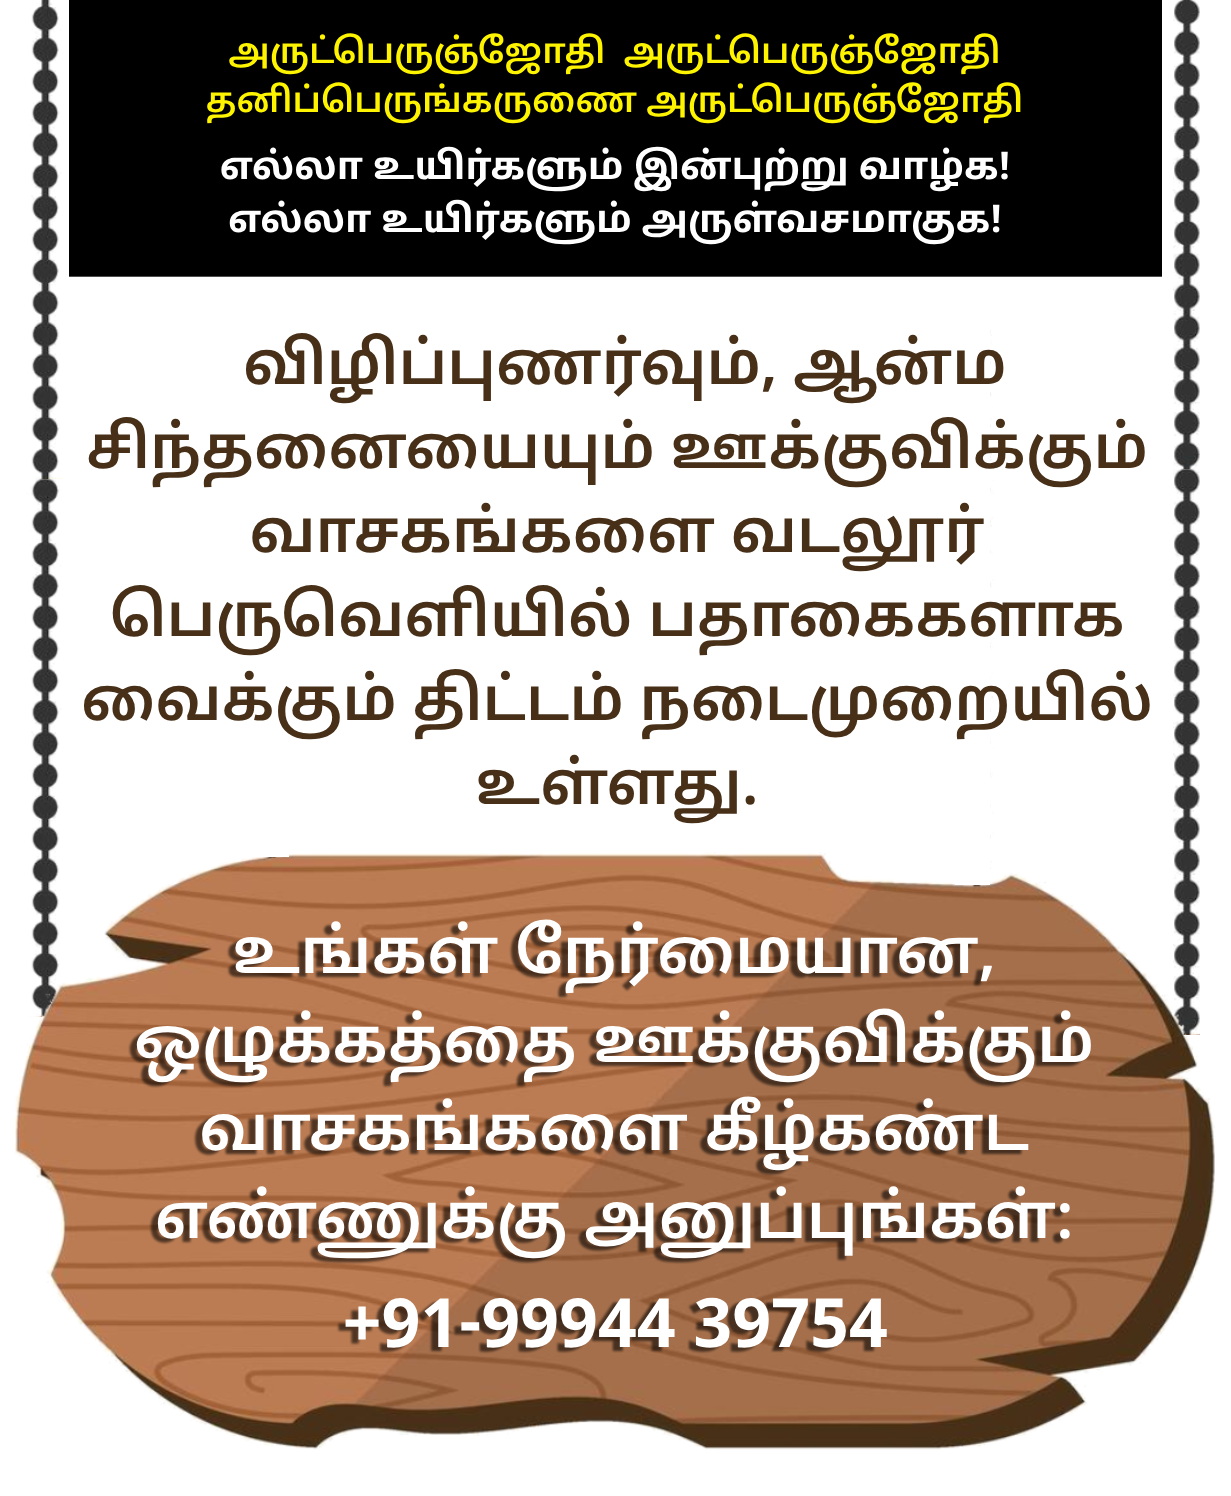 அருட்பெருஞ்ஜோதி அருட்பெருஞ்ஜோதி
தனிப்பெருங்கருணை அருட்பெருஞ்ஜோதி
எல்லா உயிர்களும் இன்புற்று வாழ்க!
எல்லா உயிர்களும் அருள்வசமாகுக!
விழிப்புணர்வும், ஆன்ம
சிந்தனையையும் ஊக்குவிக்கும்
வாசகங்களை வடலூர்
பெருவெளியில் பதாகைகளாக
வைக்கும் திட்டம் நடைமுறையில்
உள்ளது.
உங்கள் நேர்மையான,
ஒழுக்கத்தை ஊக்குவிக்கும்
வாசகங்களை கீழ்கண்ட
எண்ணுக்கு அனுப்புங்கள்:
+91-99944 39754